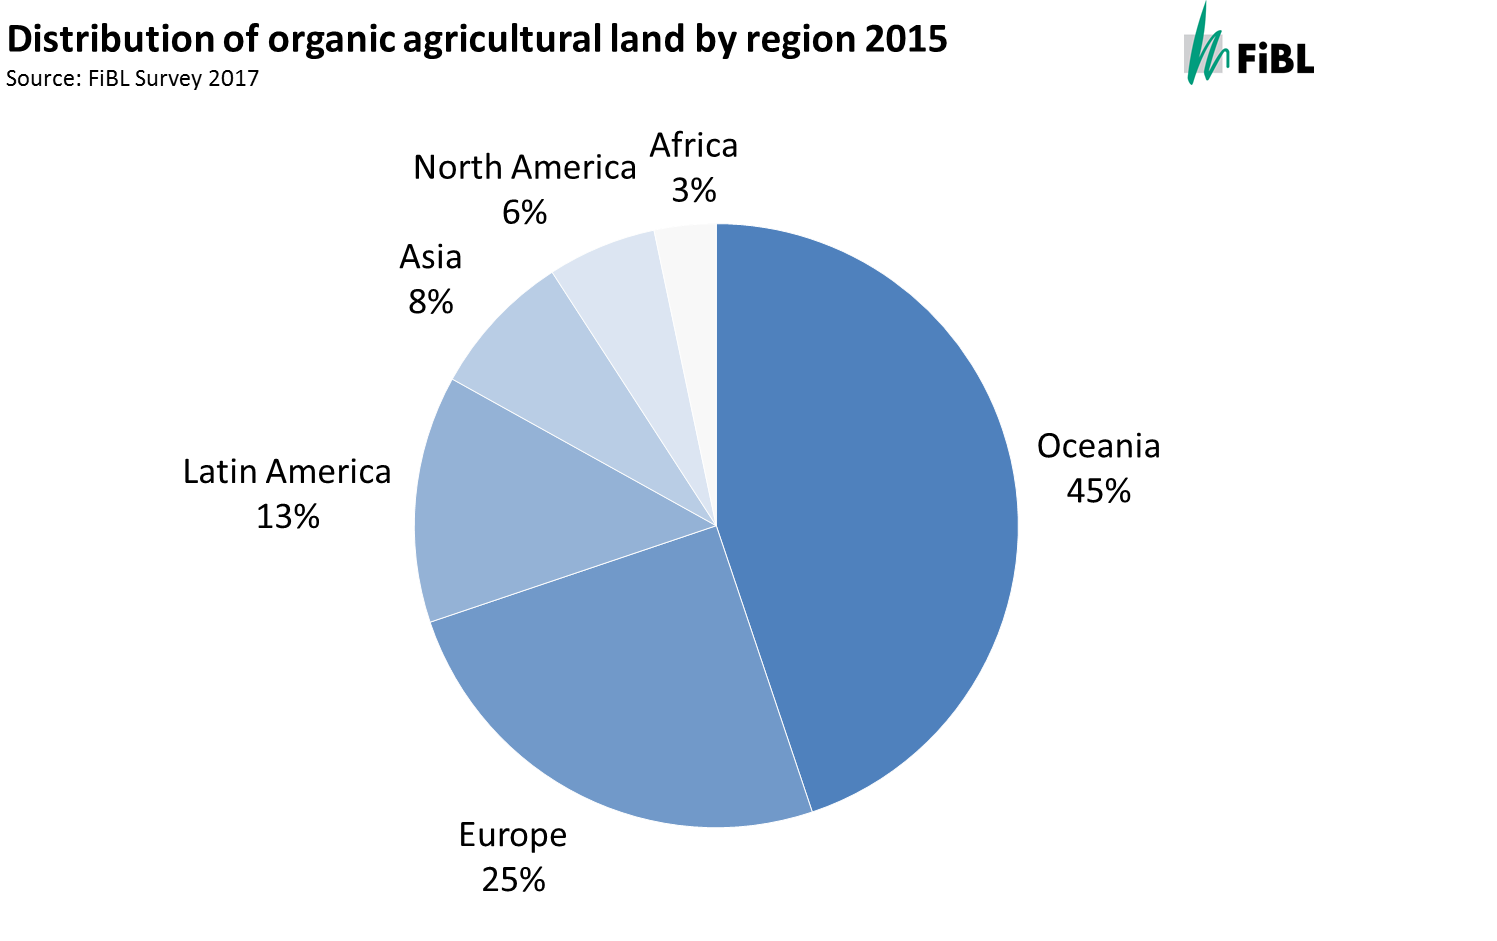 Distribution of organic agricultural land by region 2015
Source: FiBL Survey 2017
FiBL
Africa
3%
North America
6%
Asia
8%
Oceania
45%
Latin America
13%
Europe
25%